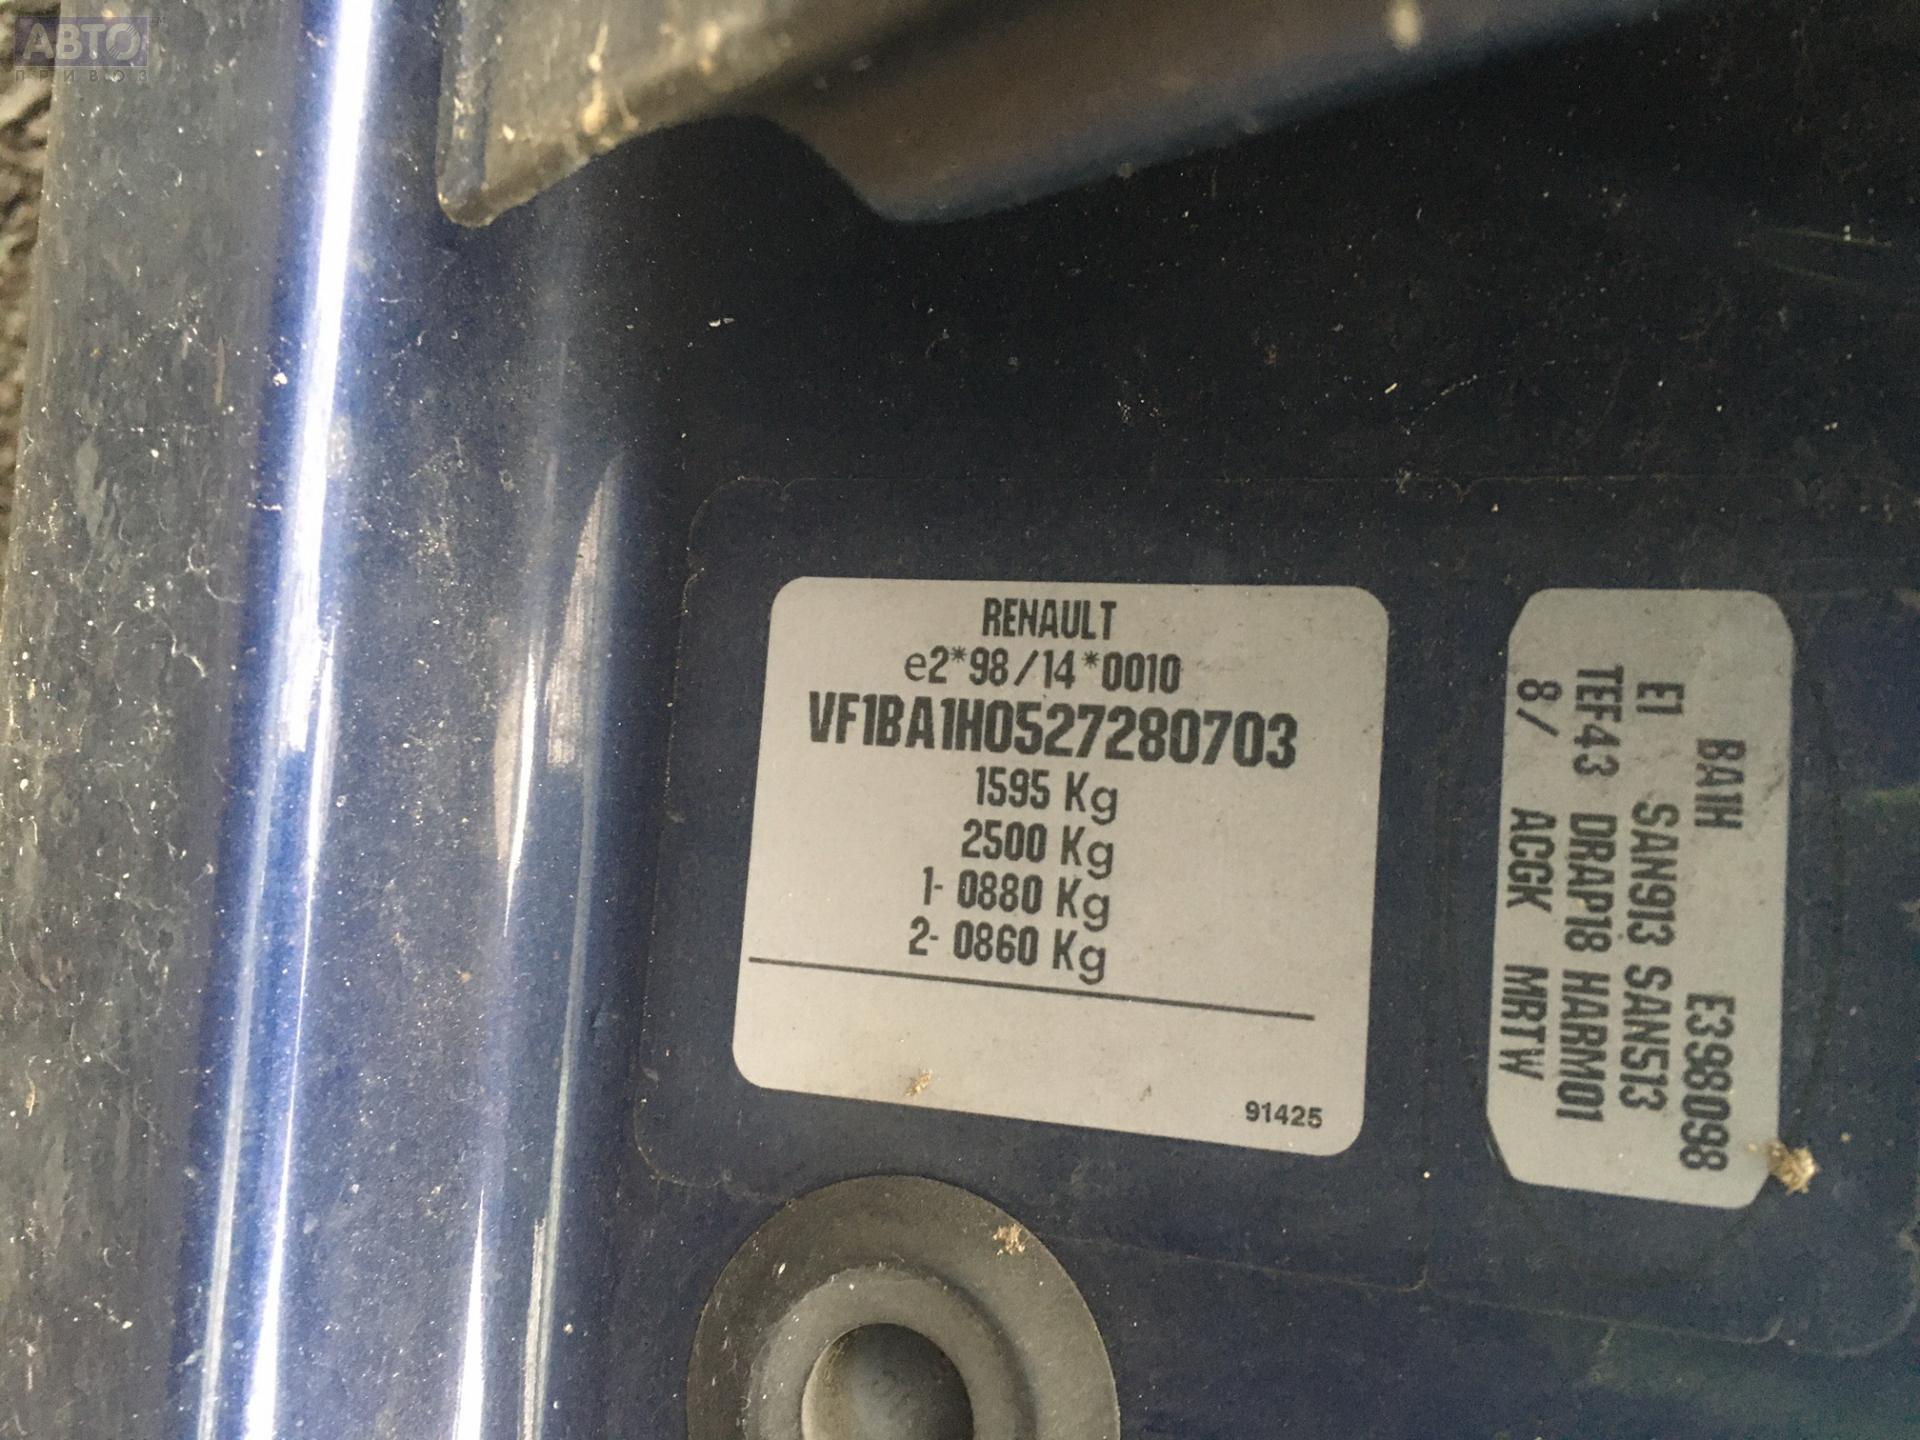 АВТО
ПРИВОЗ
RENAULT
e2*98/14*0010
VF1BA1H0527280703
1595 Kg
2500 Kg
1- 0880 Kg
2- 0860 Kg
91425
BA1H E398098
E1 SAN913 SAN513
TEF43 DRAP18 HARM01
8/ ACGK MRTW